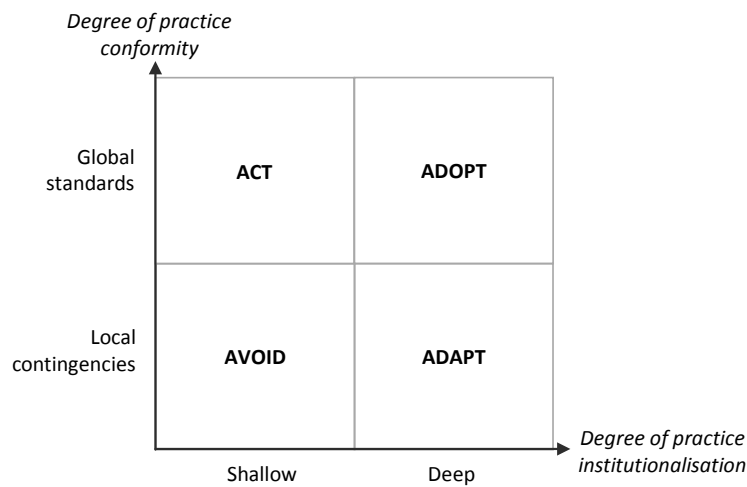 Degree of practice
conformity
Global
standards
ACT
ADOPT
Local
contingencies
AVOID
ADAPT
Degree of practice
institutionalisation
Shallow
Deep